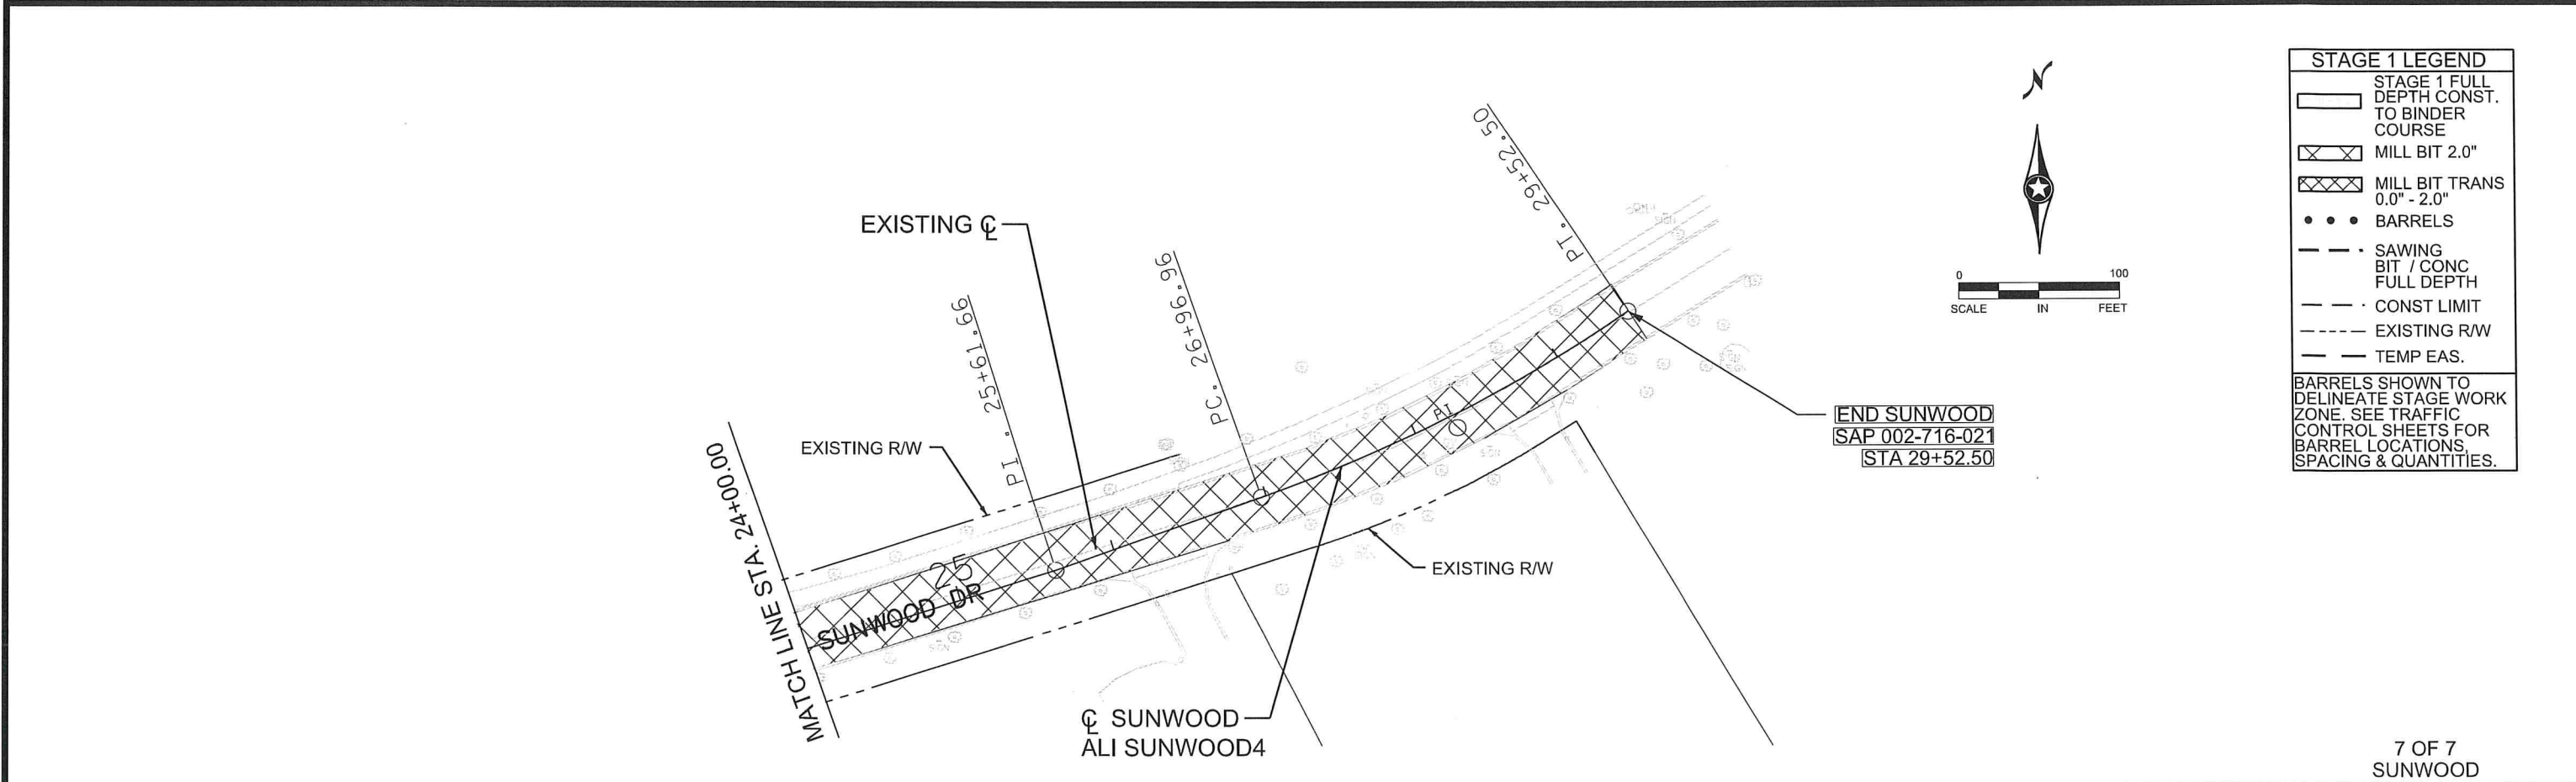 EXISTING ℄
EXISTING R/W
MATCH LINE STA. 24+00.00
PI. 25+61.66
PC. 26+96.96
PT. 29+52.50
PI
25
SUNWOOD DR
SGN
SGN
EXISTING R/W
℄ SUNWOOD
ALI SUNWOOD4
END SUNWOOD
SAP 002-716-021
STA 29+52.50
N
0 100
SCALE IN FEET
STAGE 1 LEGEND
STAGE 1 FULL
DEPTH CONST.
TO BINDER
COURSE
MILL BIT 2.0"
MILL BIT TRANS
0.0" - 2.0"
BARRELS
SAWING
BIT / CONC
FULL DEPTH
CONST LIMIT
EXISTING R/W
TEMP EAS.
BARRELS SHOWN TO
DELINEATE STAGE WORK
ZONE. SEE TRAFFIC
CONTROL SHEETS FOR
BARREL LOCATIONS,
SPACING & QUANTITIES.
7 OF 7
SUNWOOD